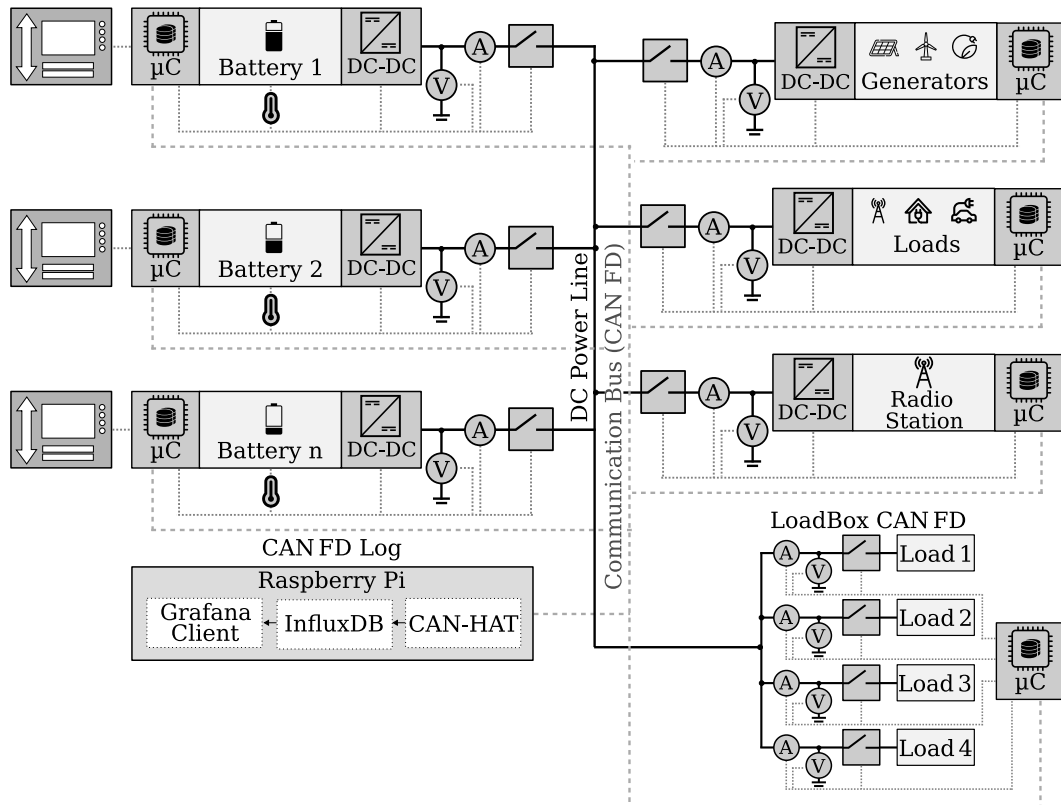 µC
Battery 1
DC-DC
A
V
A
V
DC-DC
Generators
µC
µC
Battery 2
DC-DC
A
V
A
V
DC-DC
Loads
µC
µC
Battery n
DC-DC
A
V
A
V
DC-DC
Radio
Station
µC
DC Power Line
Communication Bus (CAN FD)
CAN FD Log
Raspberry Pi
Grafana
Client
InfluxDB
CAN-HAT
LoadBox CAN FD
A
V
Load 1
A
V
Load 2
A
V
Load 3
A
V
Load 4
µC